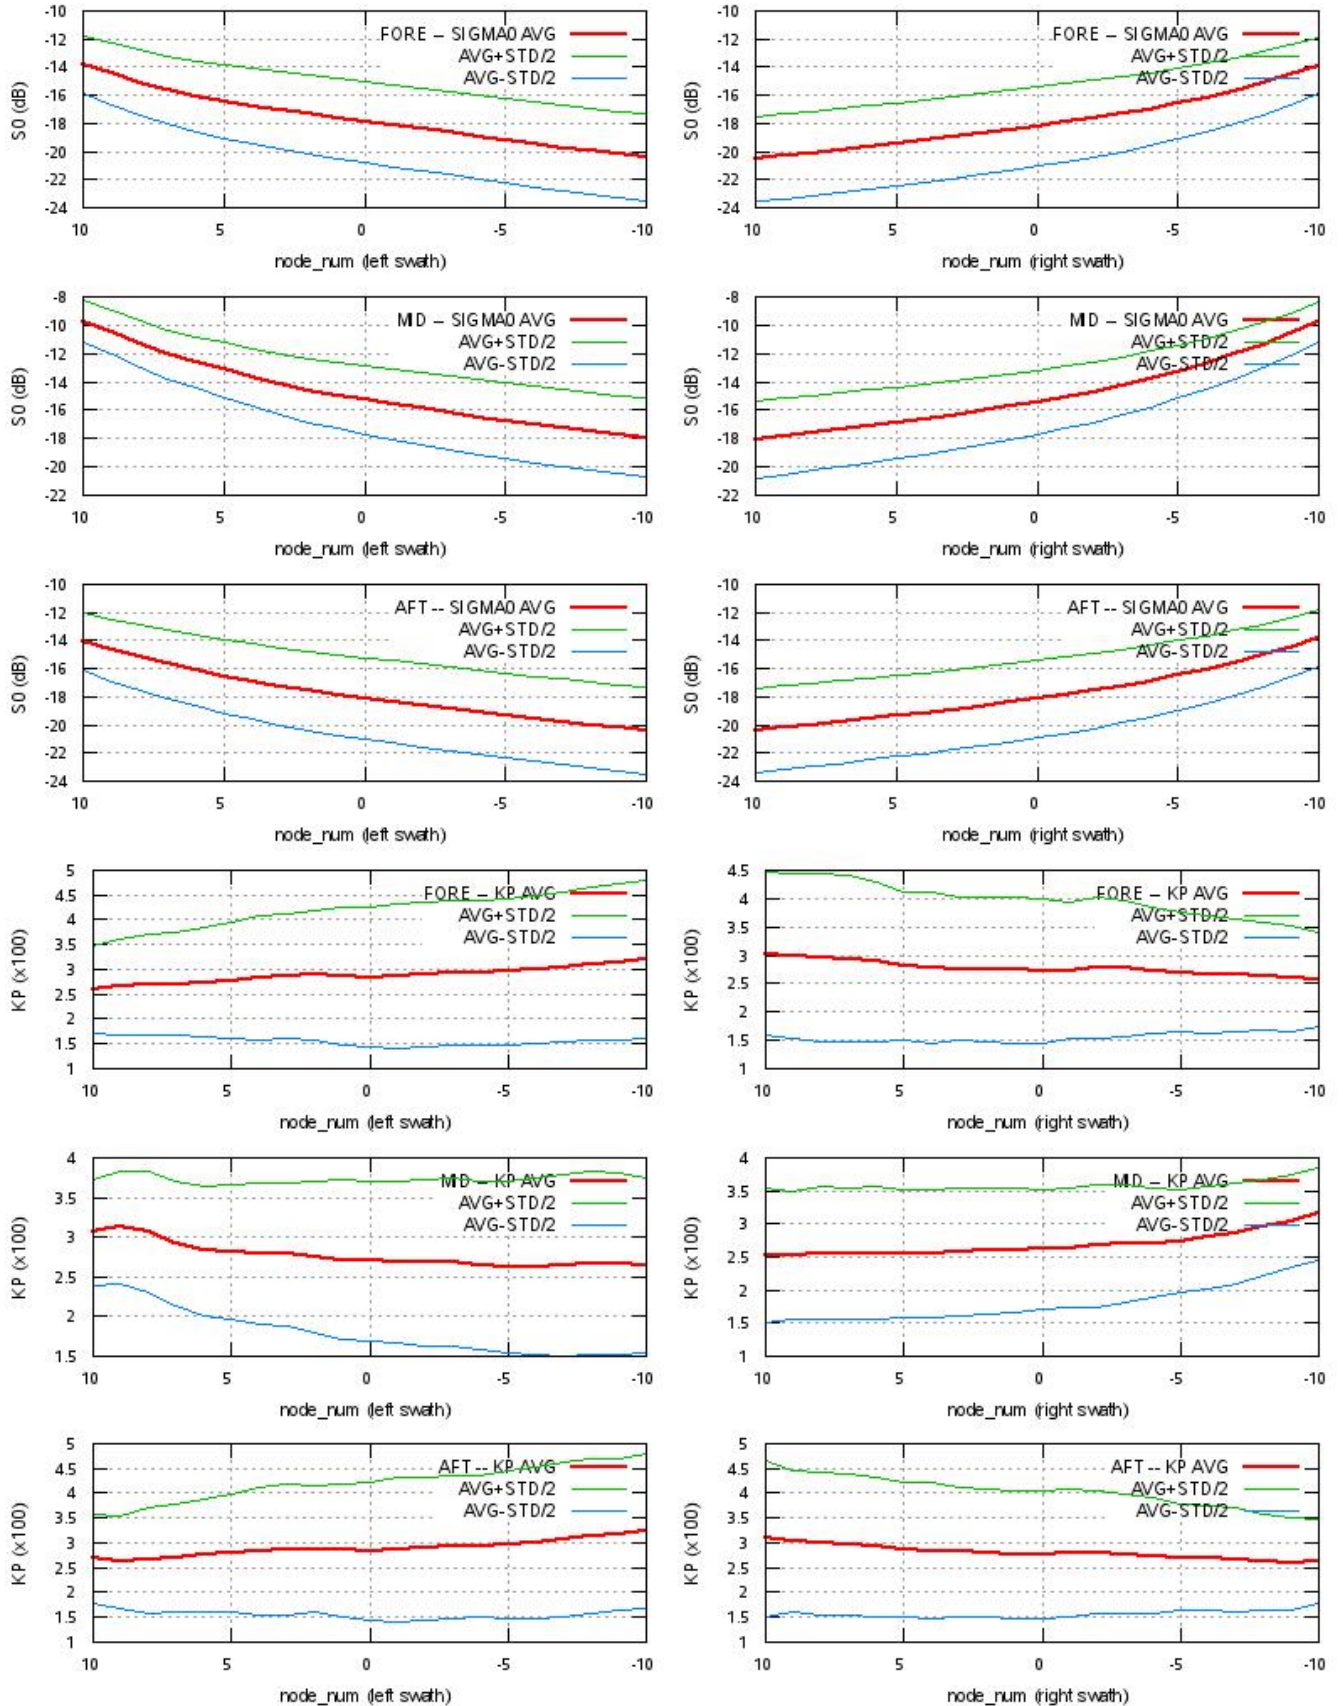 -10
-12
-14
-16
-18
-20
-22
-24
S0 (dB)
FORE -- SIGMA0 AVG
AVG+STD/2
AVG-STD/2
10 5 0 -5 -10
node_num (left swath)
-10
-12
-14
-16
-18
-20
-22
-24
S0 (dB)
FORE -- SIGMA0 AVG
AVG+STD/2
AVG-STD/2
10 5 0 -5 -10
node_num (right swath)
-8
-10
-12
-14
-16
-18
-20
-22
S0 (dB)
MID -- SIGMA0 AVG
AVG+STD/2
AVG-STD/2
10 5 0 -5 -10
node_num (left swath)
-8
-10
-12
-14
-16
-18
-20
-22
S0 (dB)
MID -- SIGMA0 AVG
AVG+STD/2
AVG-STD/2
10 5 0 -5 -10
node_num (right swath)
-10
-12
-14
-16
-18
-20
-22
-24
S0 (dB)
AFT -- SIGMA0 AVG
AVG+STD/2
AVG-STD/2
10 5 0 -5 -10
node_num (left swath)
-10
-12
-14
-16
-18
-20
-22
-24
S0 (dB)
AFT -- SIGMA0 AVG
AVG+STD/2
AVG-STD/2
10 5 0 -5 -10
node_num (right swath)
5
4.5
4
3.5
3
2.5
2
1.5
1
KP (x100)
FORE -- KP AVG
AVG+STD/2
AVG-STD/2
10 5 0 -5 -10
node_num (left swath)
4.5
4
3.5
3
2.5
2
1.5
1
KP (x100)
FORE -- KP AVG
AVG+STD/2
AVG-STD/2
10 5 0 -5 -10
node_num (right swath)
4
3.5
3
2.5
2
1.5
KP (x100)
MID -- KP AVG
AVG+STD/2
AVG-STD/2
10 5 0 -5 -10
node_num (left swath)
4
3.5
3
2.5
2
1.5
1
KP (x100)
MID -- KP AVG
AVG+STD/2
AVG-STD/2
10 5 0 -5 -10
node_num (right swath)
5
4.5
4
3.5
3
2.5
2
1.5
1
KP (x100)
AFT -- KP AVG
AVG+STD/2
AVG-STD/2
10 5 0 -5 -10
node_num (left swath)
5
4.5
4
3.5
3
2.5
2
1.5
1
KP (x100)
AFT -- KP AVG
AVG+STD/2
AVG-STD/2
10 5 0 -5 -10
node_num (right swath)